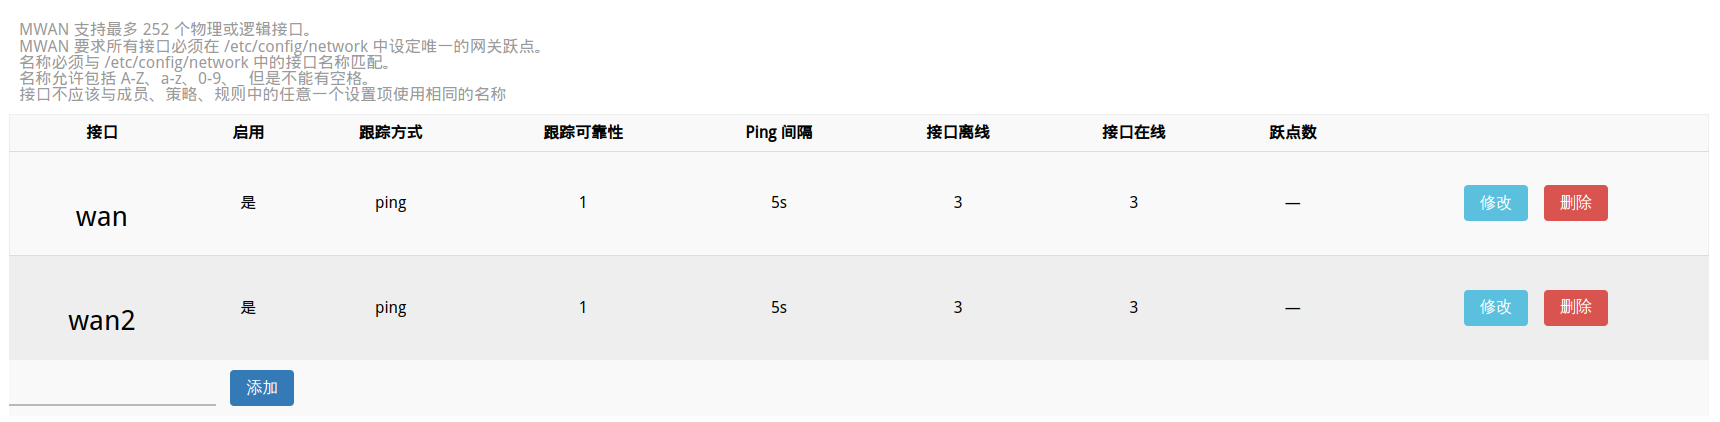 MWAN 支持最多 252 个物理或逻辑接口。
MWAN 要求所有接口必须在 /etc/config/network 中设定唯一的网关跃点。
名称必须与 /etc/config/network 中的接口名称匹配。
名称允许包括 A-Z、a-z、0-9、_ 但是不能有空格。
接口不应该与成员、策略、规则中的任意一个设置项使用相同的名称
接口 启用 跟踪方式 跟踪可靠性 Ping 间隔 接口离线 接口在线 跃点数
wan 是 ping 1 5s 3 3 — 修改 删除
wan2 是 ping 1 5s 3 3 — 修改 删除
添加